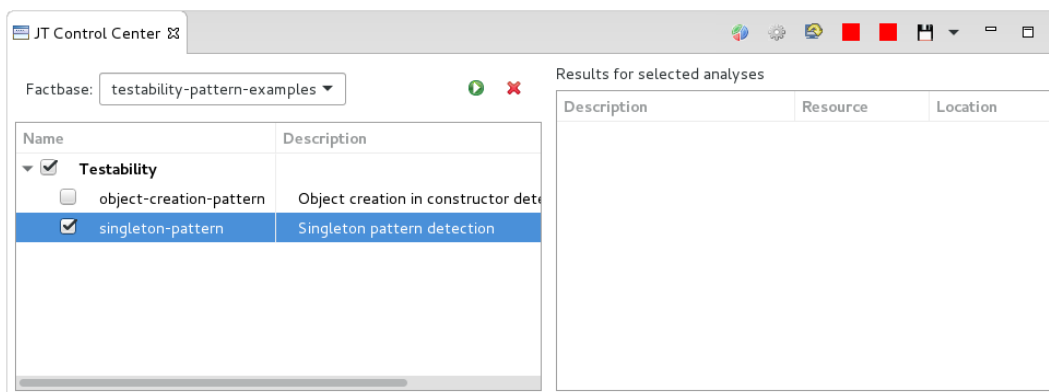 JT Control Center
Factbase: testability-pattern-examples
Results for selected analyses
Name Description
Testability
object-creation-pattern Object creation in constructor dete
singleton-pattern Singleton pattern detection
Description Resource Location